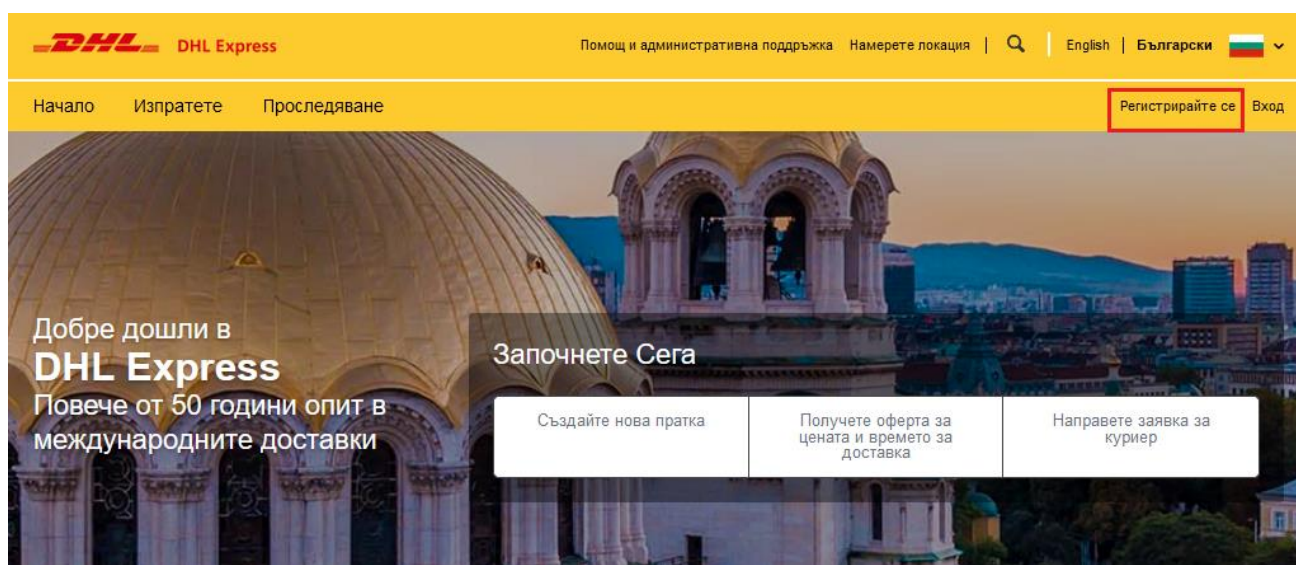 DHL DHL Express
Помощ и административна поддръжка Намерете локация | English | Български
Начало Изпратете Проследяване Регистрирайте се Вход
Добре дошли в
DHL Express
Повече от 50 години опит в
международните доставки
Започнете Сега
Създайте нова пратка
Получете оферта за
цената и времето за
доставка
Направете заявка за
куриер